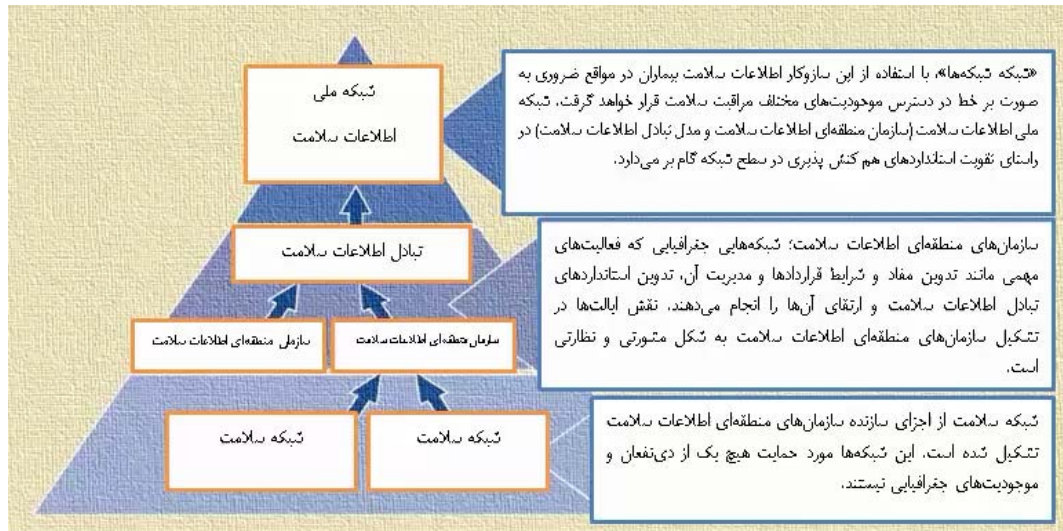 شبکه ملی
اطلاعات سلامت
«شبکه شبکه‌ها»، با استفاده از این سازوکار اطلاعات سلامت بیماران در مواقع ضروری به
صورت بر خط در دسترس موجودیت‌های مختلف مراقبت سلامت قرار خواهد گرفت. شبکه
ملی اطلاعات سلامت (سازمان منطقه‌ای اطلاعات سلامت و مدل تبادل اطلاعات سلامت) در
راستای تقویت استانداردهای هم کنش پذیری در سطح شبکه گام بر می‌دارد.
تبادل اطلاعات سلامت
سازمان‌های منطقه‌ای اطلاعات سلامت؛ شبکه‌هایی جغرافیایی که فعالیت‌های
مهمی مانند تدوین مفاد و شرایط قراردادها و مدیریت آن، تدوین استانداردهای
تبادل اطلاعات سلامت و ارتقای آن‌ها را انجام می‌دهند. نقش ایالت‌ها در
تشکیل سازمان‌های منطقه‌ای اطلاعات سلامت به شکل مشورتی و نظارتی
است.
سازمان منطقه‌ای اطلاعات سلامت
سازمانی منطقه‌ای اطلاعات سلامت
شبکه سلامت از اجزای سازنده سازمان‌های منطقه‌ای اطلاعات سلامت
تشکیل شده است. این شبکه‌ها مورد حمایت هیچ یک از ذی‌نفعان و
موجودیت‌های جغرافیایی نیستند.
شبکه سلامت
شبکه سلامت